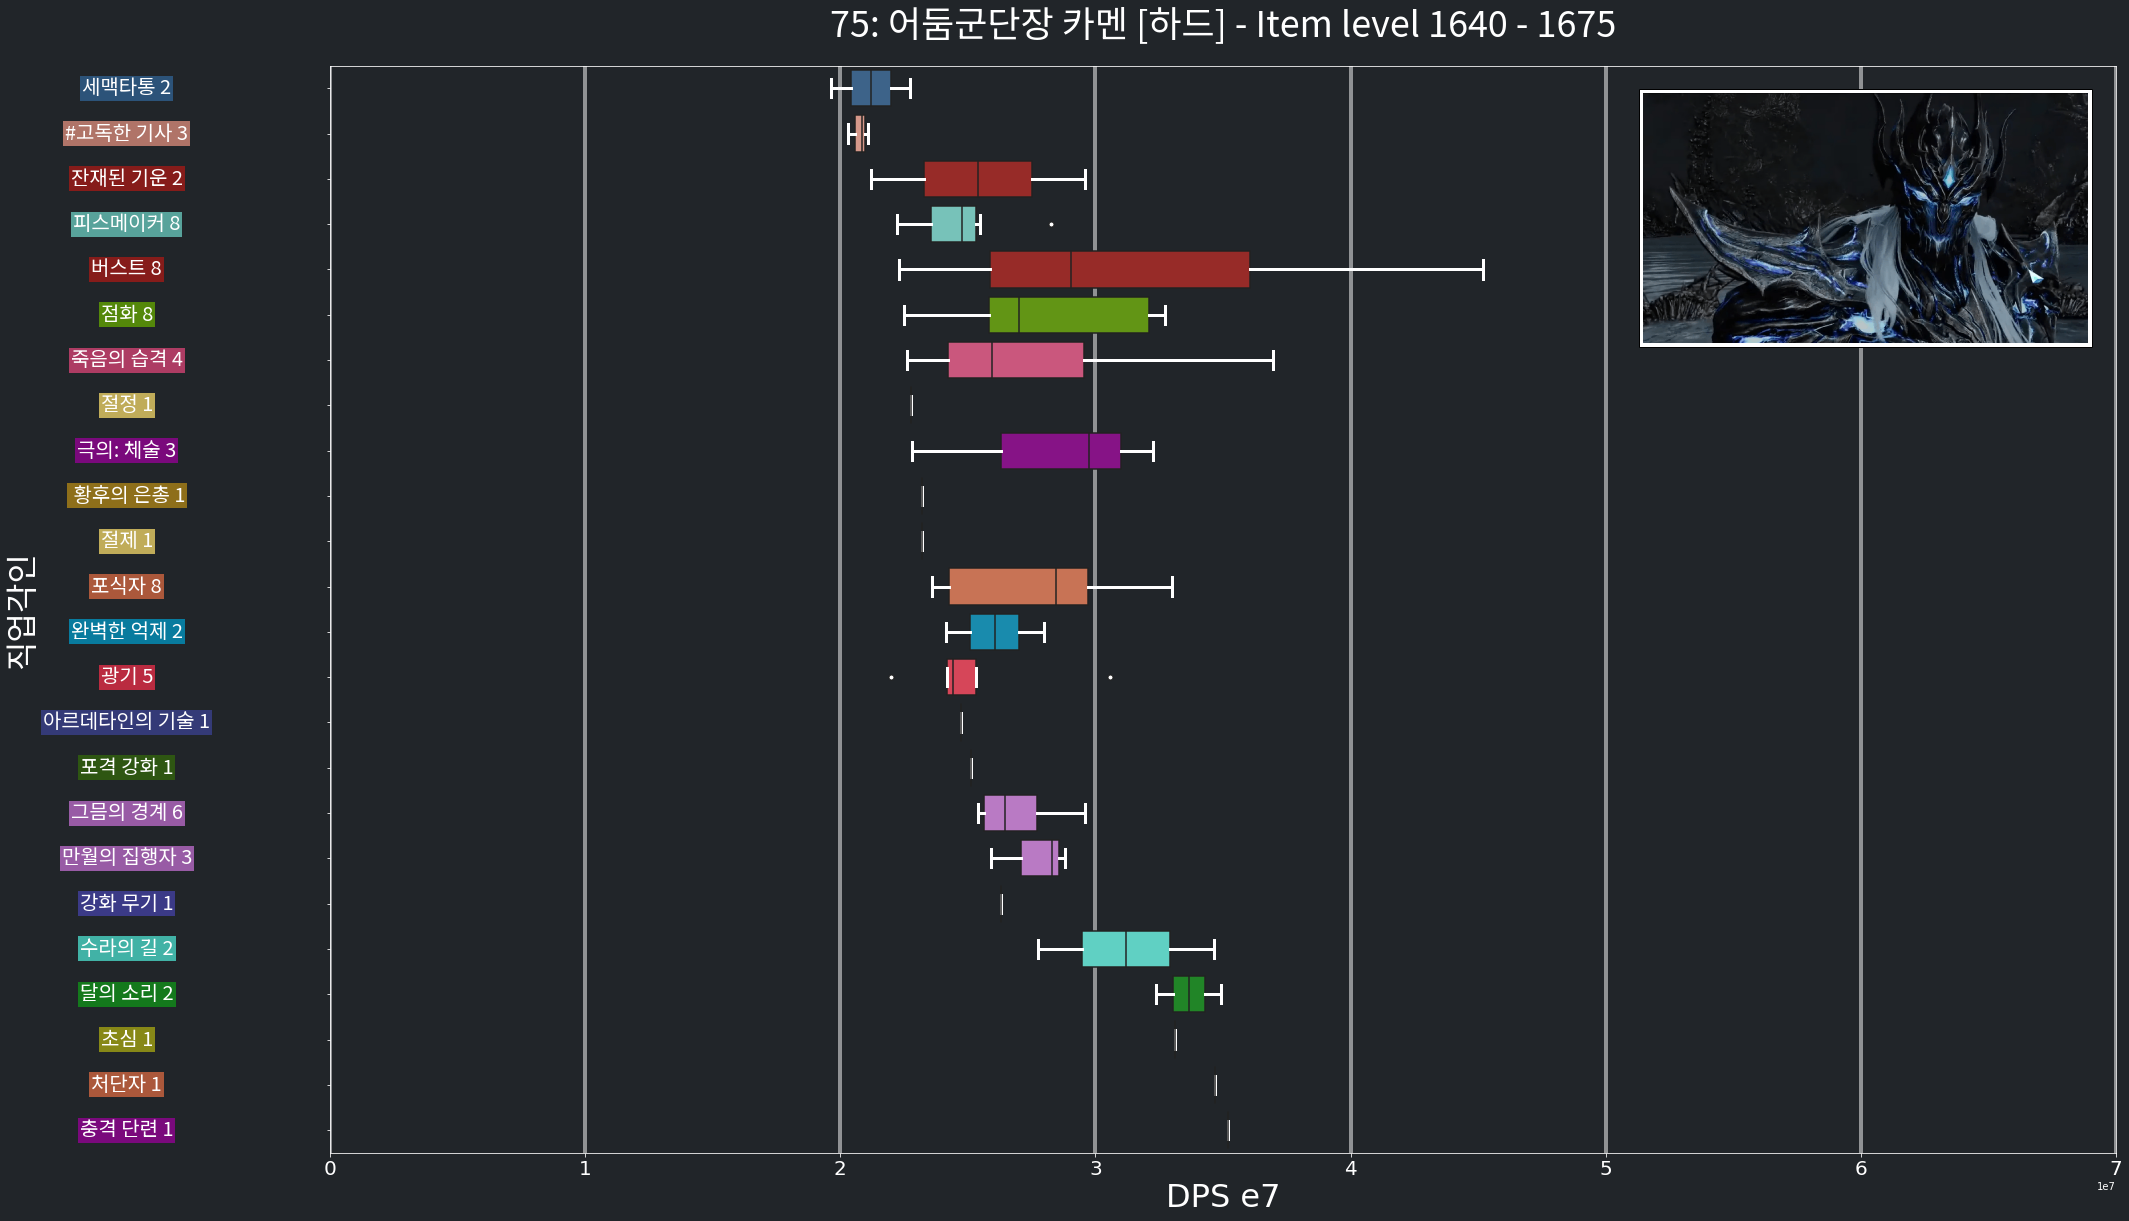 75: 어둠군단장 카멘 [하드] - Item level 1640 - 1675
직업각인
세맥타통 2
#고독한 기사 3
잔재된 기운 2
피스메이커 8
버스트 8
점화 8
죽음의 습격 4
절정 1
극의: 체술 3
황후의 은총 1
절제 1
포식자 8
완벽한 억제 2
광기 5
아르데타인의 기술 1
포격 강화 1
그믐의 경계 6
만월의 집행자 3
강화 무기 1
수라의 길 2
달의 소리 2
초심 1
처단자 1
충격 단련 1
0 1 2 3 4 5 6 7
1e7
DPS e7